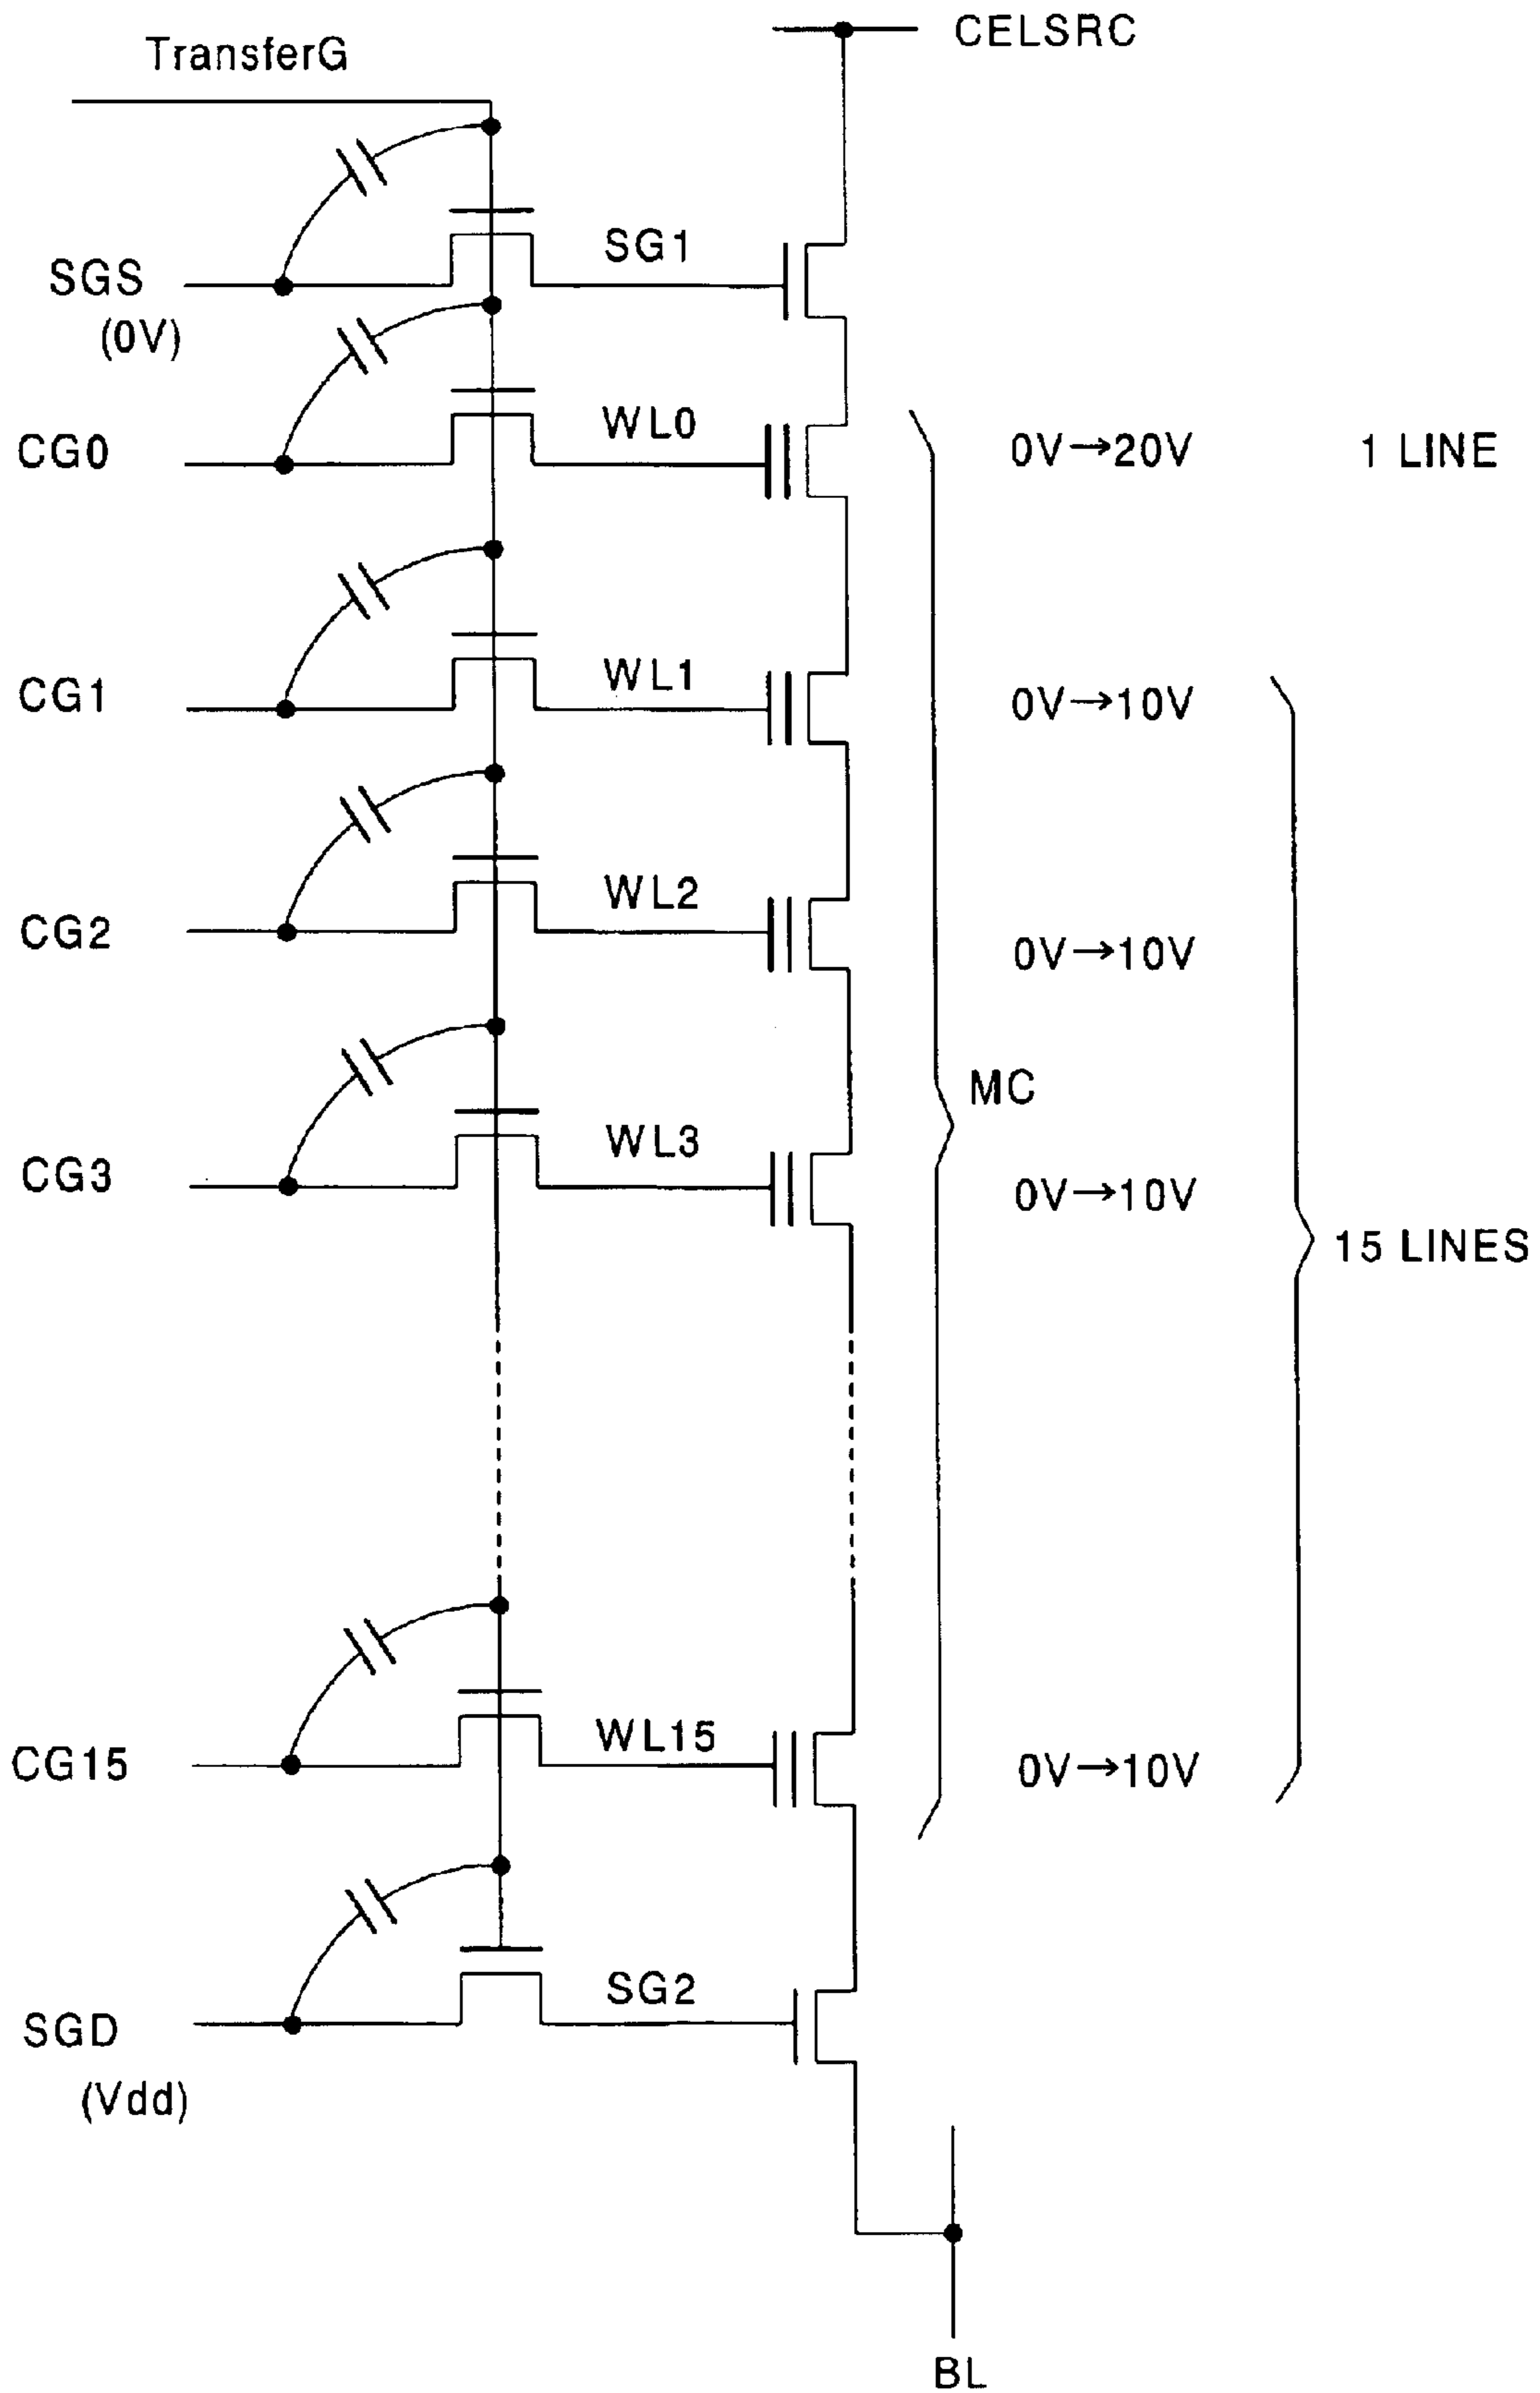 TransferG
CELSRC
SGS
(0V)
SG1
CG0
WL0
0V→20V
1 LINE
CG1
WL1
0V→10V
CG2
WL2
0V→10V
MC
CG3
WL3
0V→10V
15 LINES
CG15
WL15
0V→10V
SGD
(Vdd)
SG2
BL